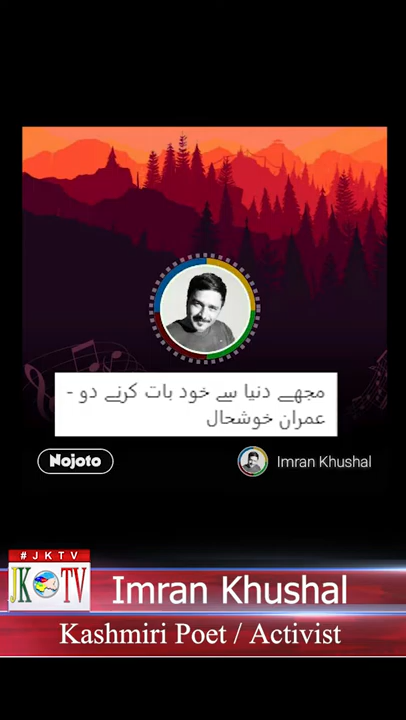 مجھے دنیا سے خود بات کرنے دو -
عمران خوشحال
Nojoto
Imran Khushal
#JKTV
JK TV
Imran Khushal
Kashmiri Poet / Activist